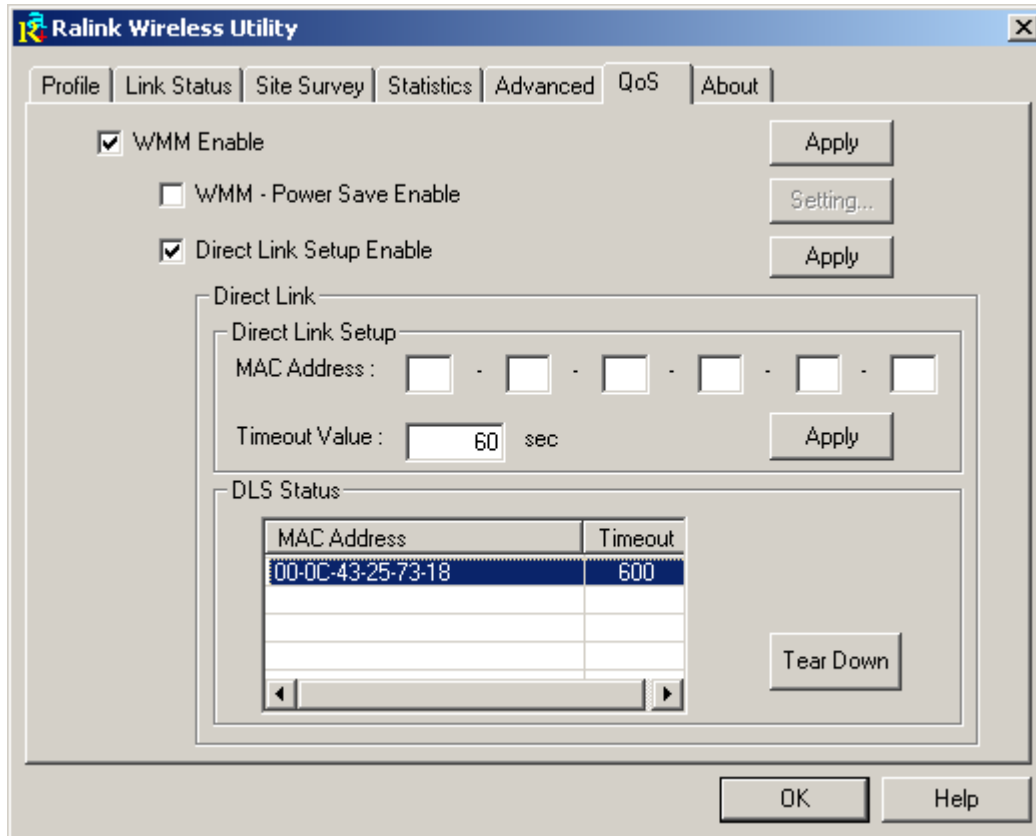 Ralink Wireless Utility
Profile Link Status Site Survey Statistics Advanced QoS About
WMM Enable Apply
WMM - Power Save Enable Setting...
Direct Link Setup Enable Apply
Direct Link
Direct Link Setup
MAC Address : - - - - -
Timeout Value : 60 sec Apply
DLS Status
MAC Address Timeout
00-0C-43-25-73-18 600
Tear Down
OK Help